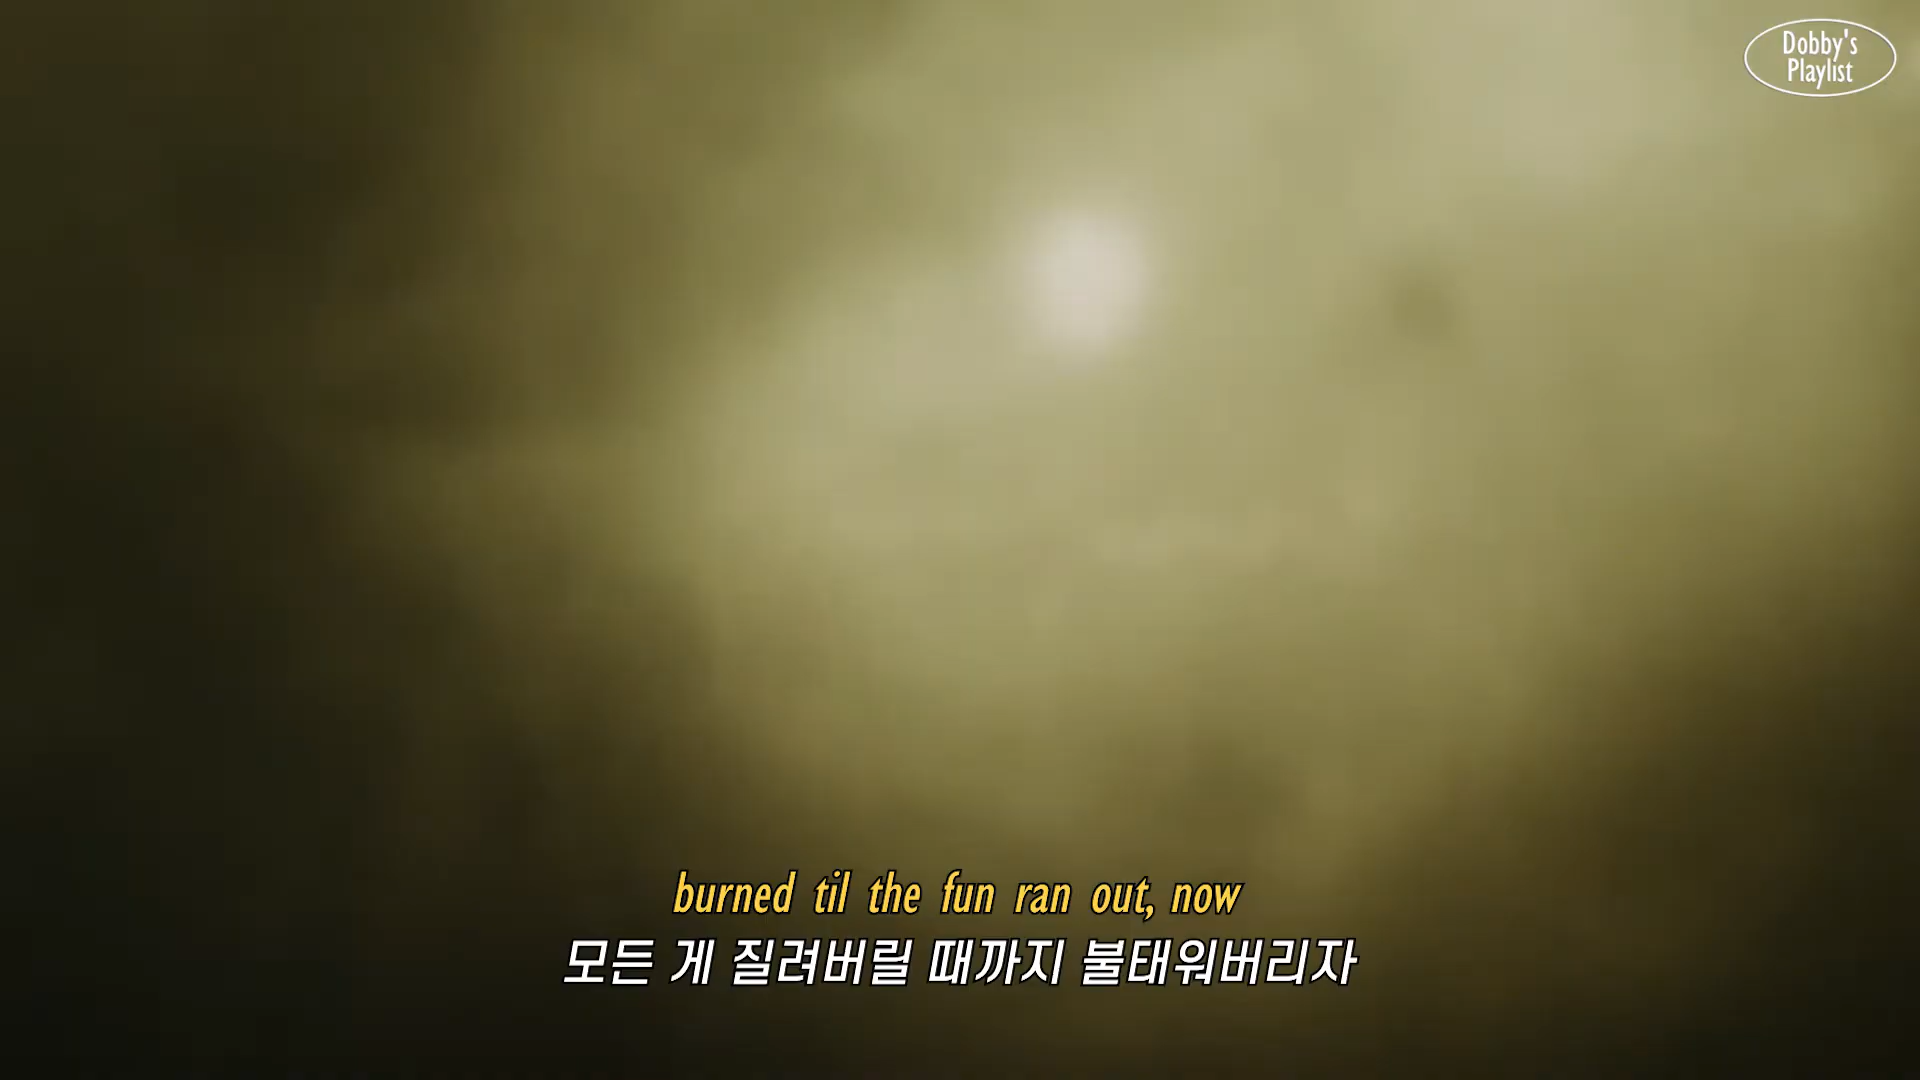 Dobby's
Playlist
burned til the fun ran out, now
모든 게 질려버릴 때까지 불태워버리자